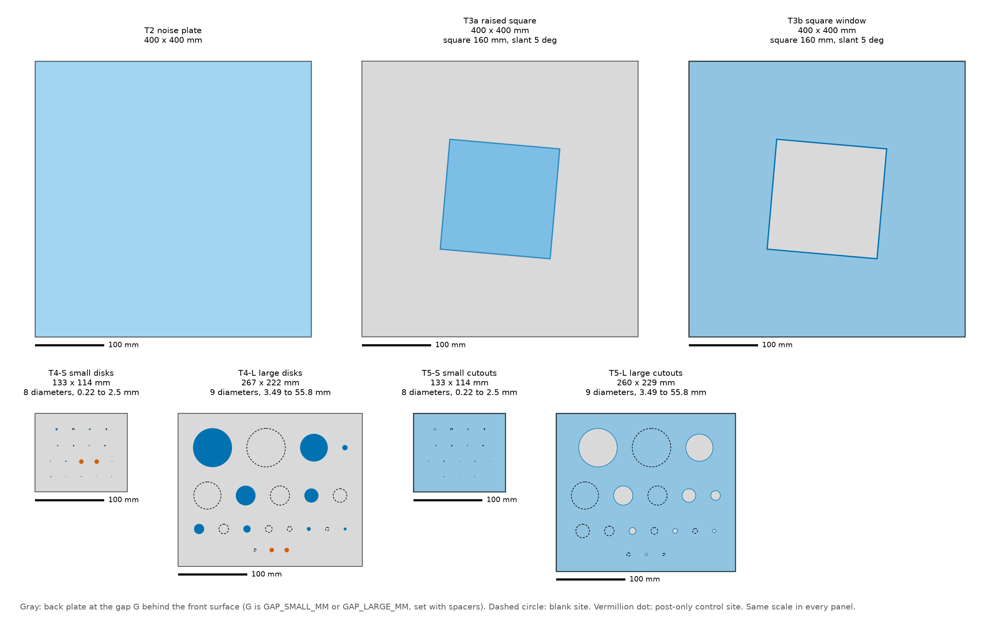 T2 noise plate
400 x 400 mm
T3a raised square
400 x 400 mm
square 160 mm, slant 5 deg
T3b square window
400 x 400 mm
square 160 mm, slant 5 deg
100 mm
100 mm
100 mm
T4-S small disks
133 x 114 mm
8 diameters, 0.22 to 2.5 mm
T4-L large disks
267 x 222 mm
9 diameters, 3.49 to 55.8 mm
T5-S small cutouts
133 x 114 mm
8 diameters, 0.22 to 2.5 mm
T5-L large cutouts
260 x 229 mm
9 diameters, 3.49 to 55.8 mm
100 mm
100 mm
100 mm
100 mm
Gray: back plate at the gap G behind the front surface (G is GAP_SMALL_MM or GAP_LARGE_MM, set with spacers). Dashed circle: blank site. Vermillion dot: post-only control site. Same scale in every panel.